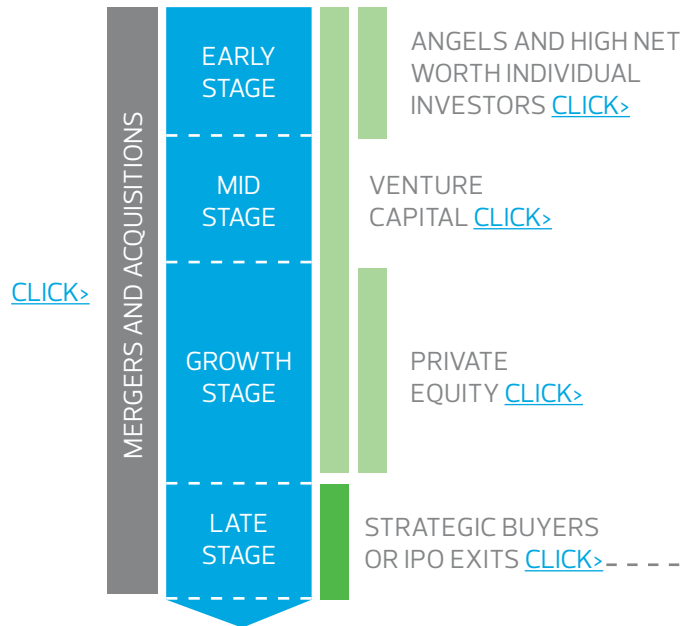 CLICK>
MERGERS AND ACQUISITIONS
EARLY
STAGE
MID
STAGE
GROWTH
STAGE
LATE
STAGE
ANGELS AND HIGH NET
WORTH INDIVIDUAL
INVESTORS CLICK>
VENTURE
CAPITAL CLICK>
PRIVATE
EQUITY CLICK>
STRATEGIC BUYERS
OR IPO EXITS CLICK>